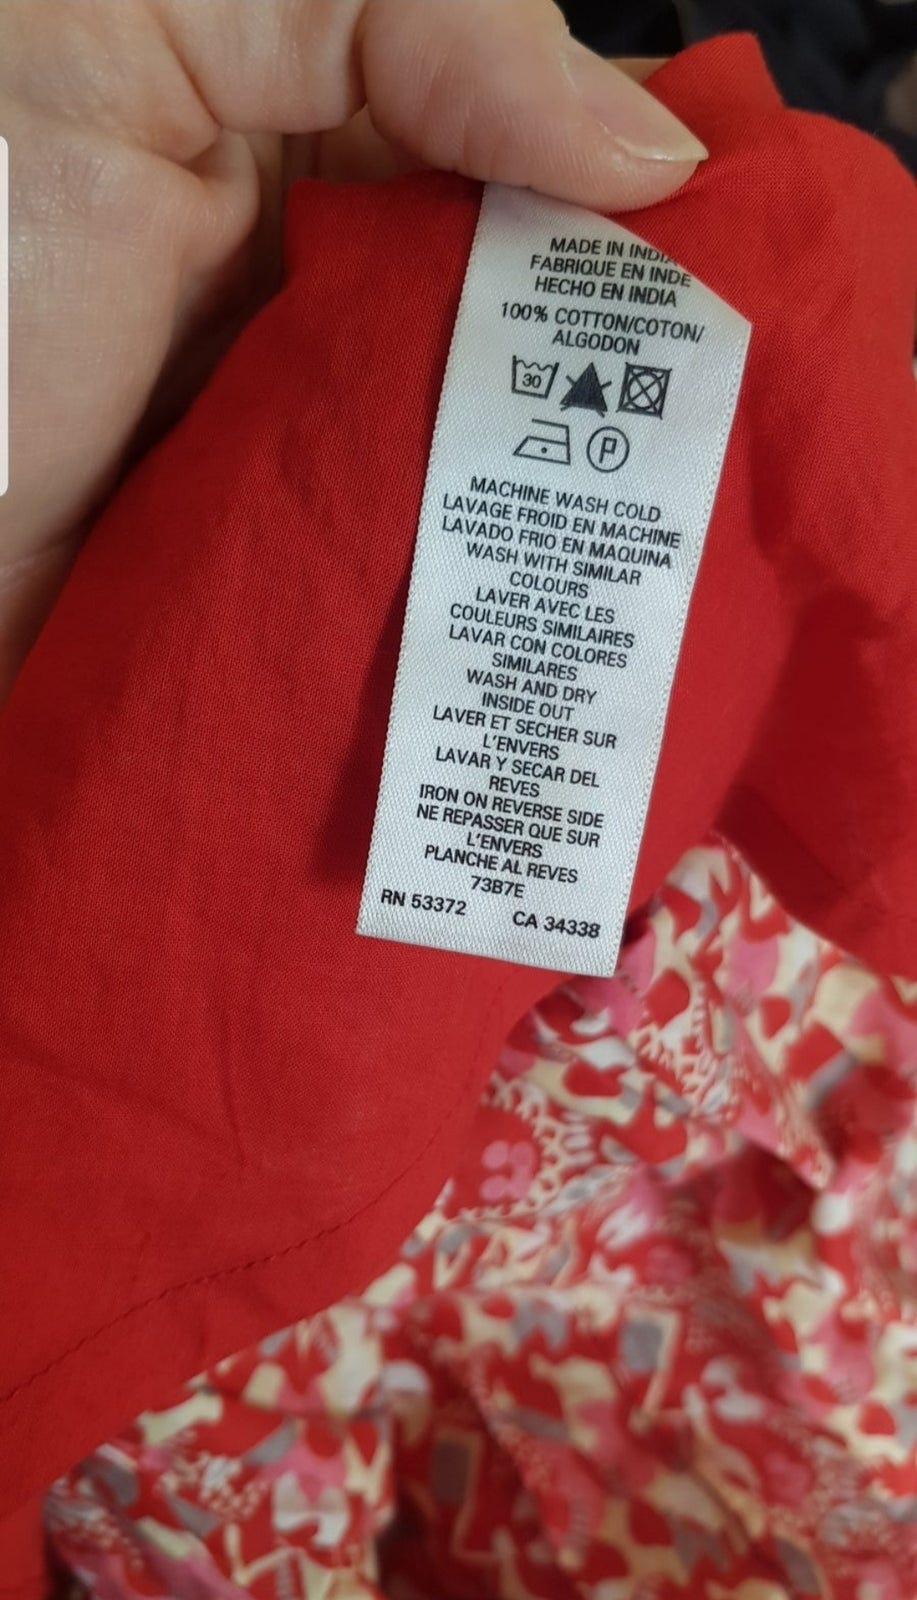 MADE IN INDIA
FABRIQUE EN INDE
HECHO EN INDIA
100% COTTON/COTON/
ALGODON
30
P
MACHINE WASH COLD
LAVAGE FROID EN MACHINE
LAVADO FRIO EN MAQUINA
WASH WITH SIMILAR
COLOURS
LAVER AVEC LES
COULEURS SIMILAIRES
LAVAR CON COLORES
SIMILARES
WASH AND DRY
INSIDE OUT
LAVER ET SECHER SUR
L'ENVERS
LAVAR Y SECAR DEL
REVES
IRON ON REVERSE SIDE
NE REPASSER QUE SUR
L'ENVERS
PLANCHE AL REVES
73B7E
RN 53372 CA 34338